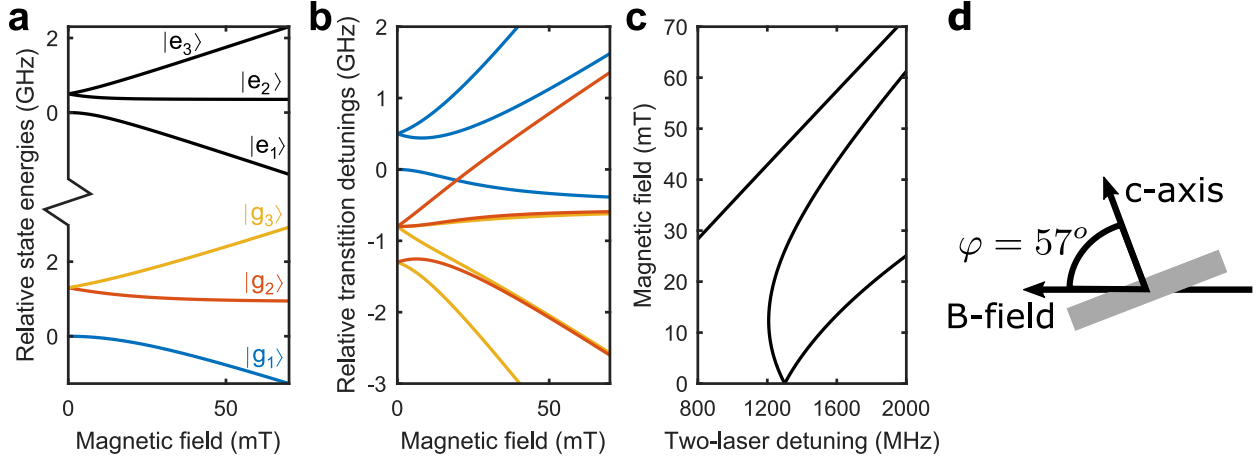 a
Relative state energies (GHz)
2
0
2
0
|e₃⟩
|e₂⟩
|e₁⟩
|g₃⟩
|g₂⟩
|g₁⟩
0
50
Magnetic field (mT)
b
Relative transtition detunings (GHz)
2
1
0
-1
-2
-3
0
50
Magnetic field (mT)
c
Magnetic field (mT)
70
60
50
40
30
20
10
0
800
1200
1600
2000
Two-laser detuning (MHz)
d
c-axis
φ = 57°
B-field